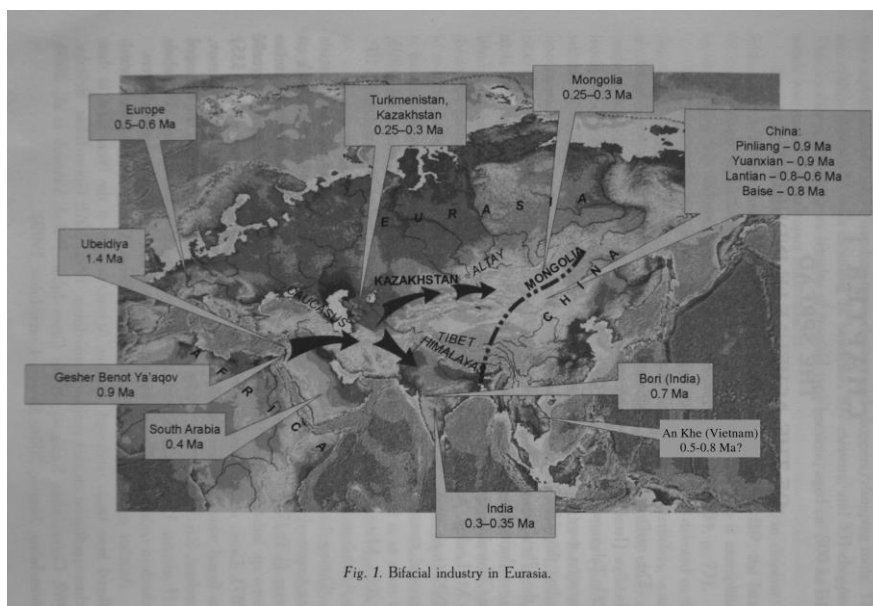 Europe
0.5–0.6 Ma
Turkmenistan,
Kazakhstan
0.25–0.3 Ma
Mongolia
0.25–0.3 Ma
China:
Pinliang – 0.9 Ma
Yuanxian – 0.9 Ma
Lantian – 0.8–0.6 Ma
Baise – 0.8 Ma
EURASIA
Ubeidiya
1.4 Ma
KAZAKHSTAN
ALTAY
MONGOLIA
CHINA
CAUCASUS
TIBET
HIMALAYAS
AFRICA
Gesher Benot Ya'aqov
0.9 Ma
Bori (India)
0.7 Ma
South Arabia
0.4 Ma
An Khe (Vietnam)
0.5-0.8 Ma?
India
0.3–0.35 Ma
Fig. 1. Bifacial industry in Eurasia.